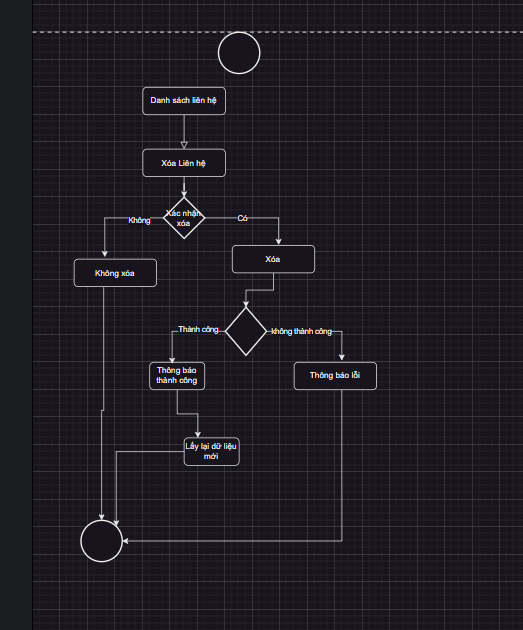 Danh sách liên hệ
Xóa Liên hệ
Xác nhận
xóa
Không
Có
Xóa
Không xóa
Thành công
không thành công
Thông báo
thành công
Thông báo lỗi
Lấy lại dữ liệu
mới